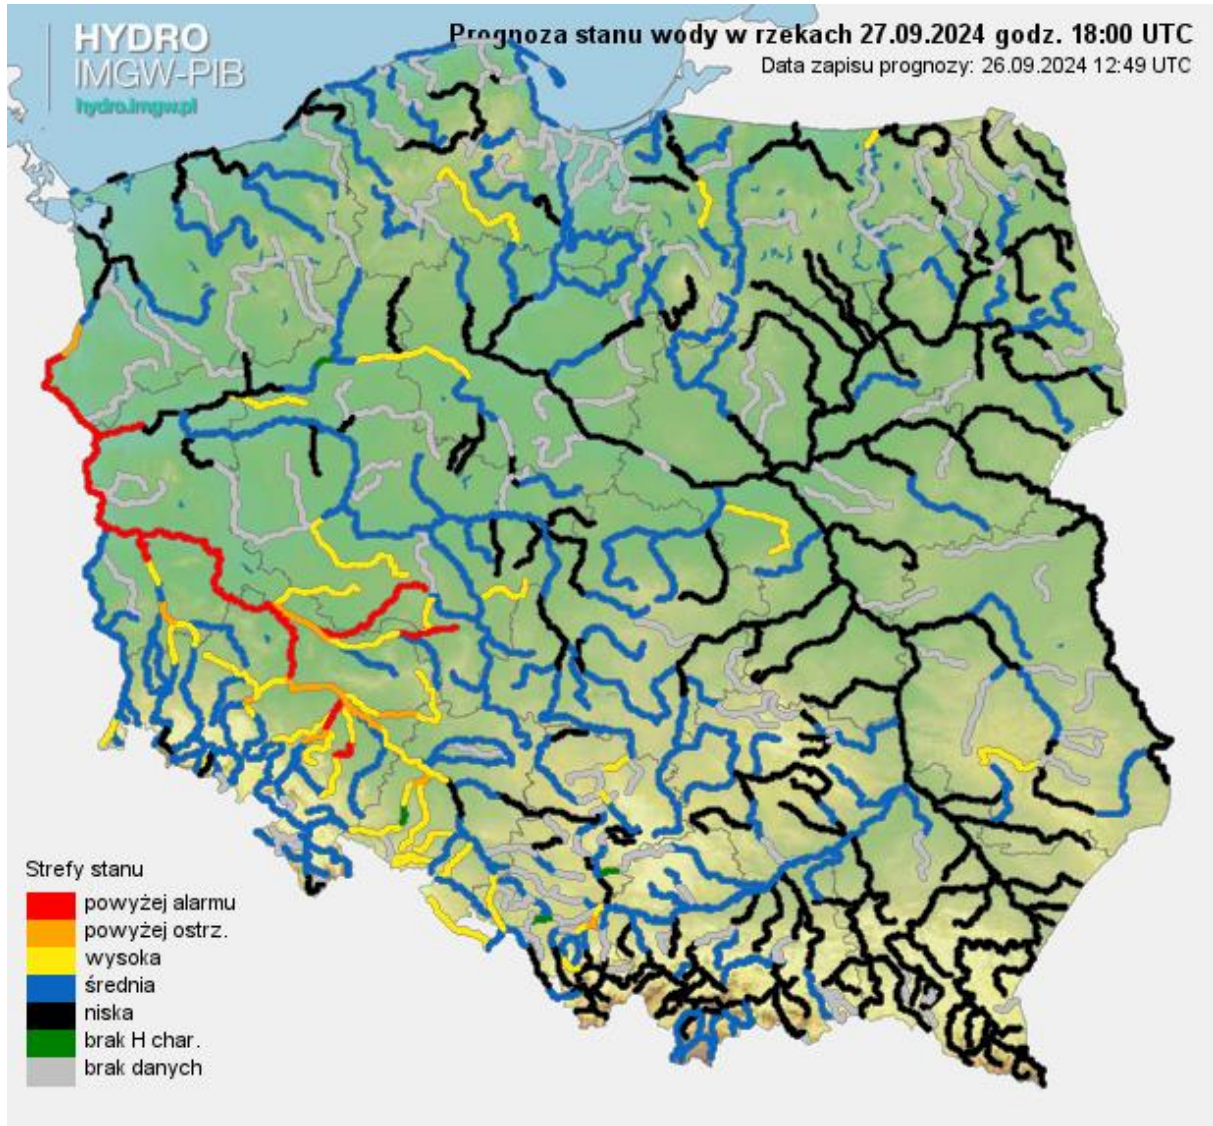 HYDRO
IMGW-PIB
hydro.imgw.pl
Prognoza stanu wody w rzekach 27.09.2024 godz. 18:00 UTC
Data zapisu prognozy: 26.09.2024 12:49 UTC
Strefy stanu
powyżej alarmu
powyżej ostrz.
wysoka
średnia
niska
brak H char.
brak danych